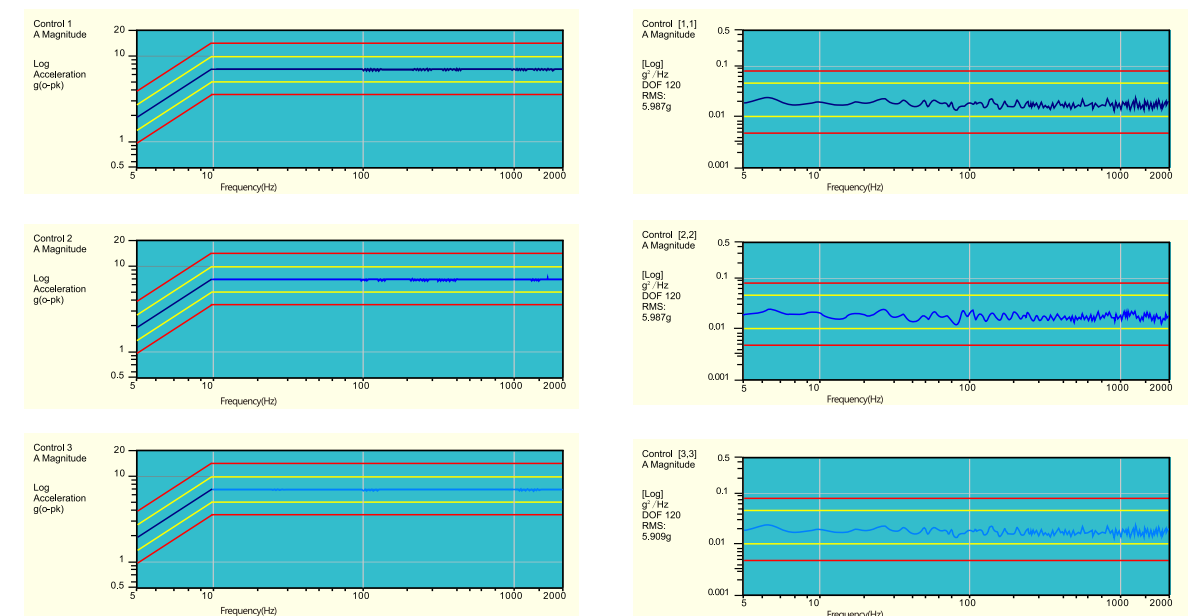 Control 1
A Magnitude
Log
Acceleration
g(o-pk)
20
10
1
0.5
5
10
100
1000
2000
Frequency(Hz)
Control [1,1]
A Magnitude
[Log]
g²/Hz
DOF 120
RMS:
5.987g
0.5
0.1
0.01
0.001
5
10
100
1000
2000
Frequency(Hz)
Control 2
A Magnitude
Log
Acceleration
g(o-pk)
20
10
1
0.5
5
10
100
1000
2000
Frequency(Hz)
Control [2,2]
A Magnitude
[Log]
g²/Hz
DOF 120
RMS:
5.987g
0.5
0.1
0.01
0.001
5
10
100
1000
2000
Frequency(Hz)
Control 3
A Magnitude
Log
Acceleration
g(o-pk)
20
10
1
0.5
5
10
100
1000
2000
Frequency(Hz)
Control [3,3]
A Magnitude
[Log]
g²/Hz
DOF 120
RMS:
5.909g
0.5
0.1
0.01
0.001
5
10
100
1000
2000
Frequency(Hz)